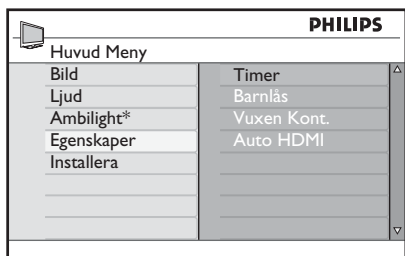 PHILIPS
Huvud Meny
Bild
Ljud
Ambilight*
Egenskaper
Installera
Timer
Barnlås
Vuxen Kont.
Auto HDMI